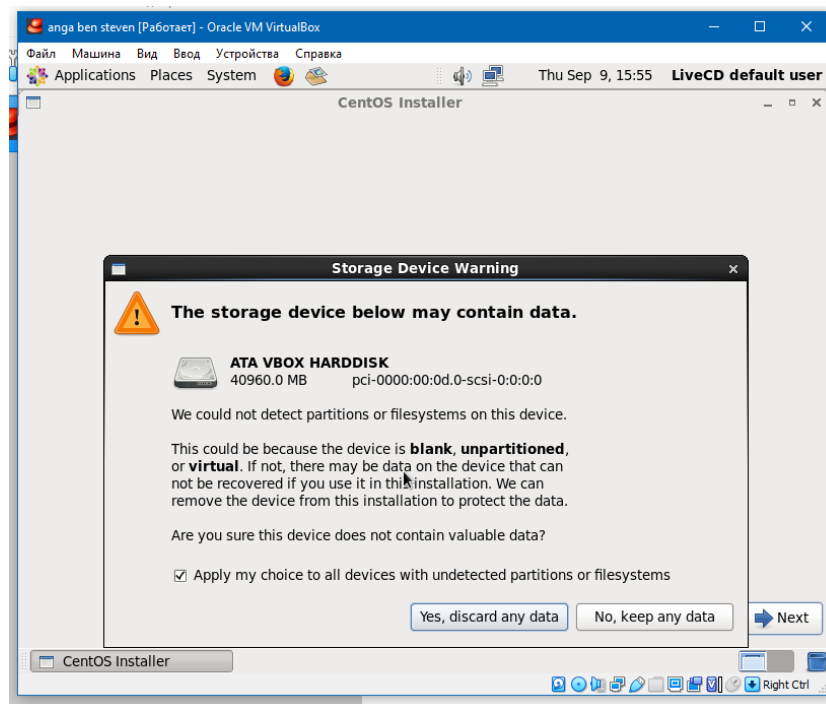 anga ben steven [Работает] - Oracle VM VirtualBox
Файл Машина Вид Ввод Устройства Справка
Applications Places System Thu Sep 9, 15:55 LiveCD default user
CentOS Installer
Storage Device Warning
The storage device below may contain data.
ATA VBOX HARDDISK
40960.0 MB pci-0000:00:0d.0-scsi-0:0:0:0
We could not detect partitions or filesystems on this device.
This could be because the device is blank, unpartitioned,
or virtual. If not, there may be data on the device that can
not be recovered if you use it in this installation. We can
remove the device from this installation to protect the data.
Are you sure this device does not contain valuable data?
Apply my choice to all devices with undetected partitions or filesystems
Yes, discard any data No, keep any data Next
CentOS Installer
Right Ctrl